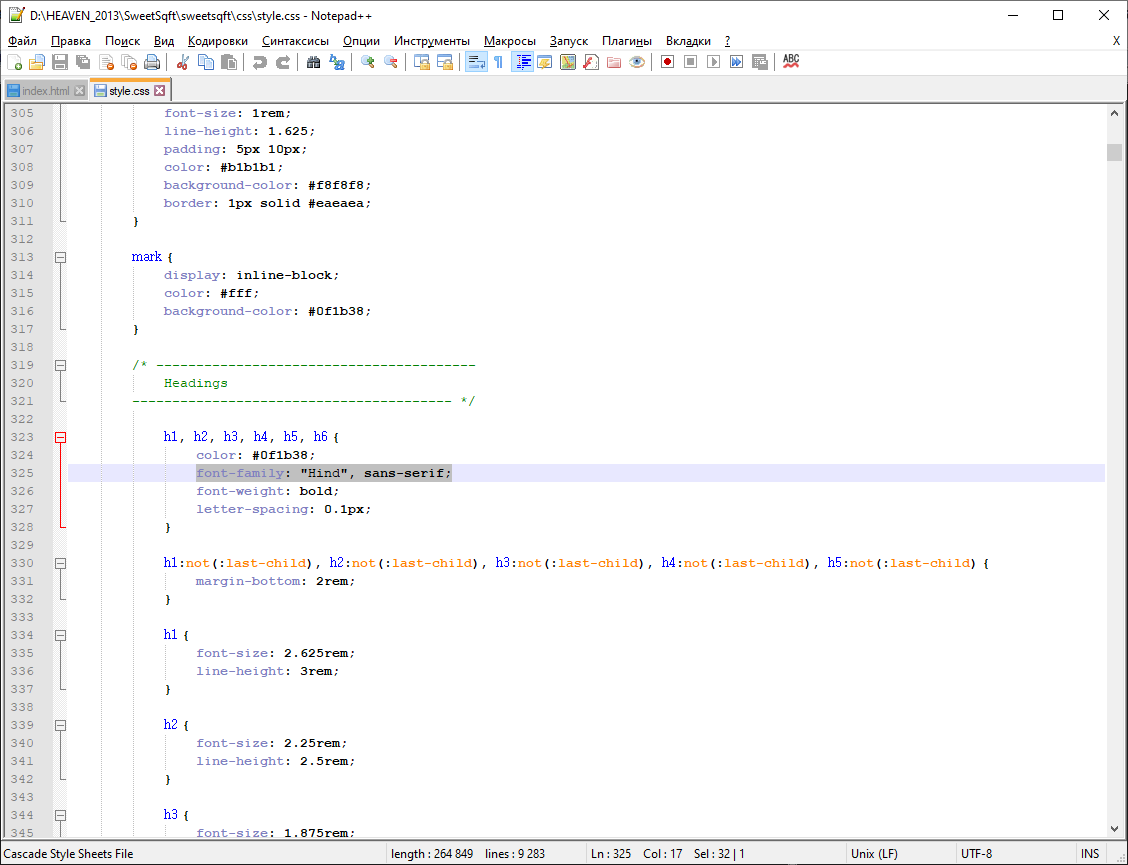 D:\HEAVEN_2013\SweetSqft\sweetsqft\css\style.css - Notepad++
Файл Правка Поиск Вид Кодировки Синтаксисы Опции Инструменты Макросы Запуск Плагины Вкладки ? X
ABC
index.html style.css
305 font-size: 1rem;
306 line-height: 1.625;
307 padding: 5px 10px;
308 color: #b1b1b1;
309 background-color: #f8f8f8;
310 border: 1px solid #eaeaea;
311 }
312
313 mark {
314 display: inline-block;
315 color: #fff;
316 background-color: #0f1b38;
317 }
318
319 /* ----------------------------------------
320 Headings
321 ---------------------------------------- */
322
323 h1, h2, h3, h4, h5, h6 {
324 color: #0f1b38;
325 font-family: "Hind", sans-serif;
326 font-weight: bold;
327 letter-spacing: 0.1px;
328 }
329
330 h1:not(:last-child), h2:not(:last-child), h3:not(:last-child), h4:not(:last-child), h5:not(:last-child) {
331 margin-bottom: 2rem;
332 }
333
334 h1 {
335 font-size: 2.625rem;
336 line-height: 3rem;
337 }
338
339 h2 {
340 font-size: 2.25rem;
341 line-height: 2.5rem;
342 }
343
344 h3 {
345 font-size: 1.875rem;
Cascade Style Sheets File length : 264 849 lines : 9 283 Ln : 325 Col : 17 Sel : 32 | 1 Unix (LF) UTF-8 INS